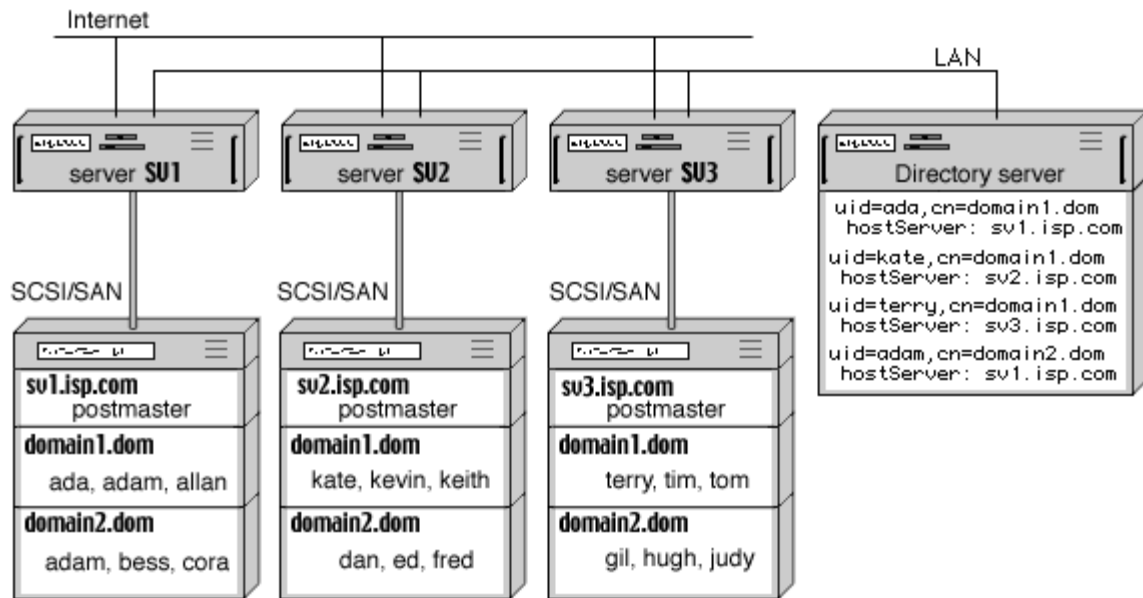 Internet
LAN
server SV1
server SV2
server SV3
Directory server
uid=ada,cn=domain1.dom
hostServer: sv1.isp.com
uid=kate,cn=domain1.dom
hostServer: sv2.isp.com
uid=terry,cn=domain1.dom
hostServer: sv3.isp.com
uid=adam,cn=domain2.dom
hostServer: sv1.isp.com
SCSI/SAN
SCSI/SAN
SCSI/SAN
sv1.isp.com
postmaster
domain1.dom
ada, adam, allan
domain2.dom
adam, bess, cora
sv2.isp.com
postmaster
domain1.dom
kate, kevin, keith
domain2.dom
dan, ed, fred
sv3.isp.com
postmaster
domain1.dom
terry, tim, tom
domain2.dom
gil, hugh, judy